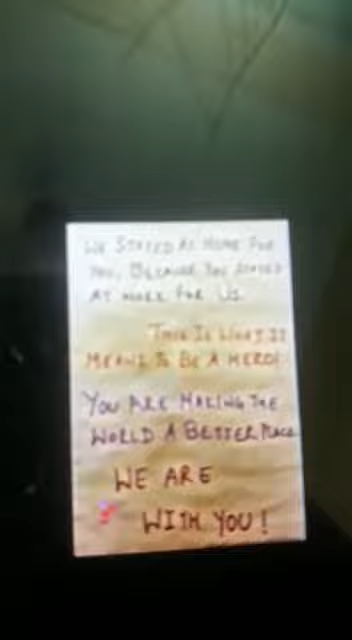 WE STAYED AT HOME FOR
YOU, BECAUSE YOU STAYED
AT WORK FOR US
THIS IS WHAT IT
MEANS TO BE A HERO!
YOU ARE MAKING THE
WORLD A BETTER PLACE
WE ARE
WITH YOU!